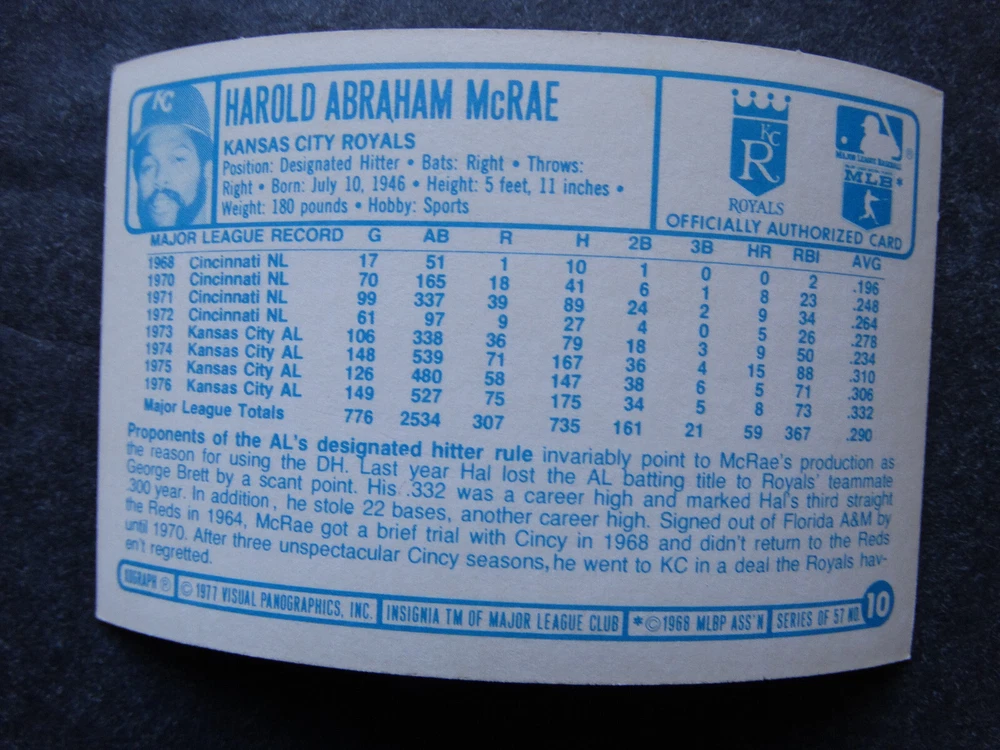 KC
HAROLD ABRAHAM McRAE
KANSAS CITY ROYALS
Position: Designated Hitter • Bats: Right • Throws:
Right • Born: July 10, 1946 • Height: 5 feet, 11 inches •
Weight: 180 pounds • Hobby: Sports
KC
R
ROYALS
MAJOR LEAGUE BASEBALL
®
MLB*
OFFICIALLY AUTHORIZED CARD
MAJOR LEAGUE RECORD G AB R H 2B 3B HR RBI AVG
1968 Cincinnati NL 17 51 1 10 1 0 0 2 .196
1970 Cincinnati NL 70 165 18 41 6 1 8 23 .248
1971 Cincinnati NL 99 337 39 89 24 2 9 34 .264
1972 Cincinnati NL 61 97 9 27 4 0 5 26 .278
1973 Kansas City AL 106 338 36 79 18 3 9 50 .234
1974 Kansas City AL 148 539 71 167 36 4 15 88 .310
1975 Kansas City AL 126 480 58 147 38 6 5 71 .306
1976 Kansas City AL 149 527 75 175 34 5 8 73 .332
Major League Totals 776 2534 307 735 161 21 59 367 .290
Proponents of the AL's designated hitter rule invariably point to McRae's production as
the reason for using the DH. Last year Hal lost the AL batting title to Royals' teammate
George Brett by a scant point. His .332 was a career high and marked Hal's third straight
.300 year. In addition, he stole 22 bases, another career high. Signed out of Florida A&M by
the Reds in 1964, McRae got a brief trial with Cincy in 1968 and didn't return to the Reds
until 1970. After three unspectacular Cincy seasons, he went to KC in a deal the Royals hav-
en't regretted.
XOGRAPH ℗ © 1977 VISUAL PANOGRAPHICS, INC. INSIGNIA TM OF MAJOR LEAGUE CLUB *©1968 MLBP ASS'N SERIES OF 57 NO. 10